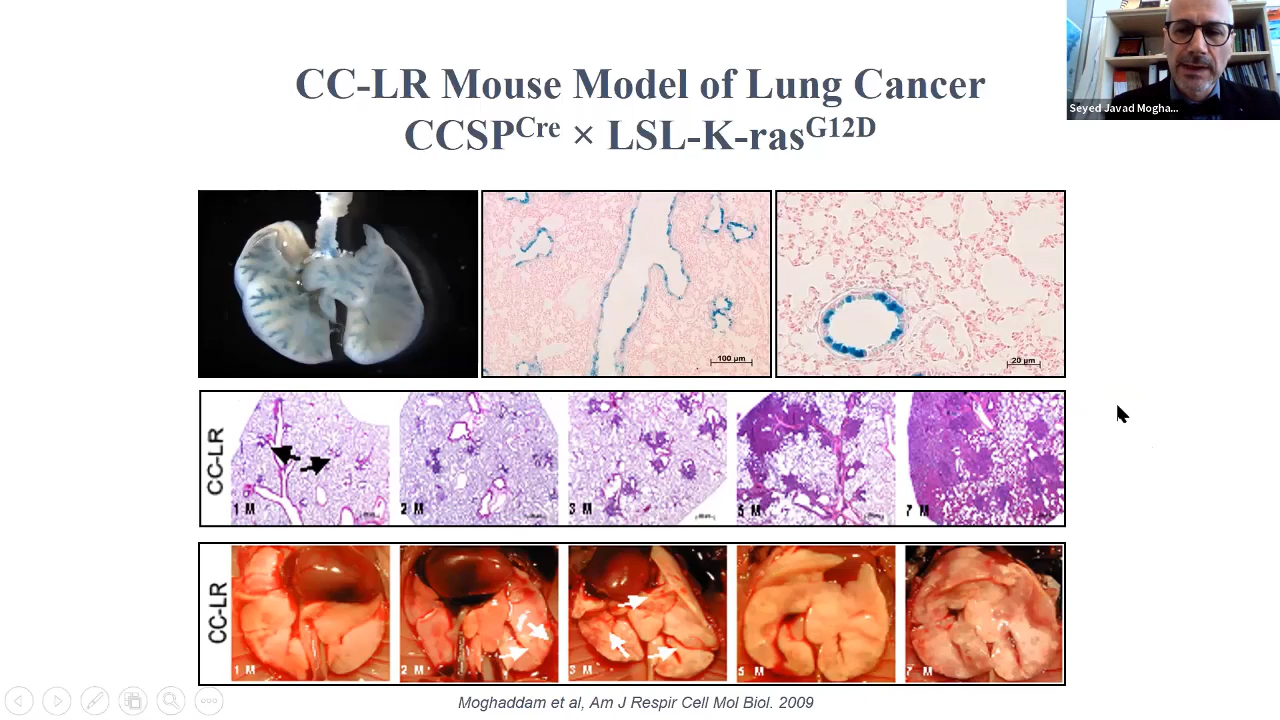 Seyed Javad Mogha...
CC-LR Mouse Model of Lung Cancer
CCSPCre × LSL-K-rasG12D
100 µm
20 µm
CC-LR
1 M
2 M
3 M
5 M
7 M
CC-LR
1 M
2 M
3 M
5 M
7 M
Moghaddam et al, Am J Respir Cell Mol Biol. 2009